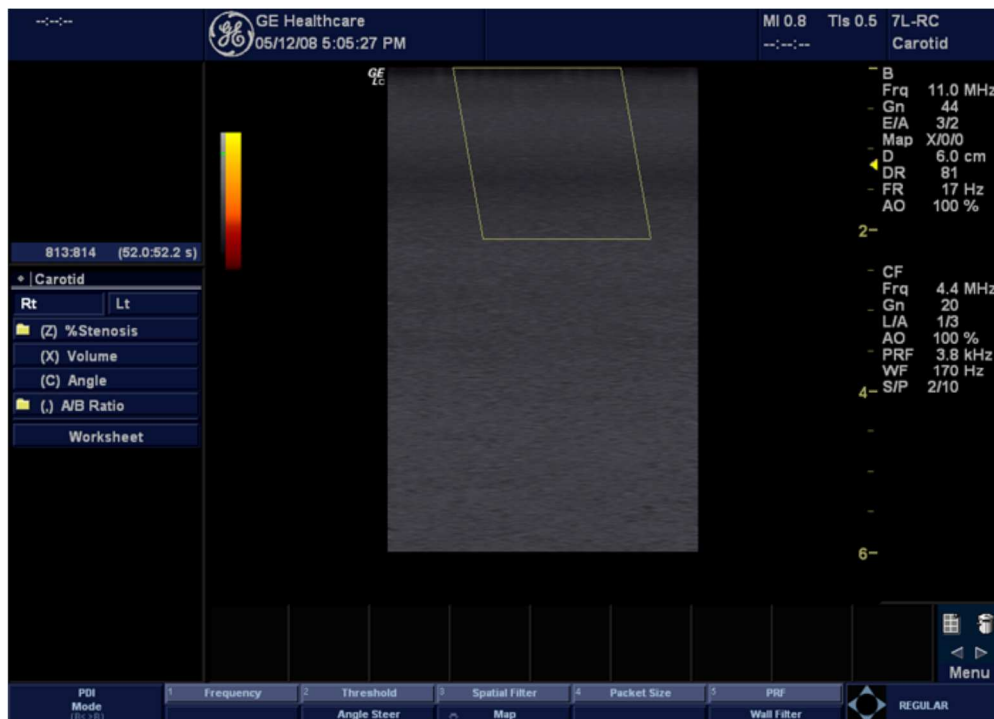 --:--:--
GE Healthcare
05/12/08 5:05:27 PM
MI 0.8 TIs 0.5
--:--:--
7L-RC
Carotid
GE
LC
B
Frq 11.0 MHz
Gn 44
E/A 3/2
Map X/0/0
D 6.0 cm
DR 81
FR 17 Hz
AO 100 %
2
CF
Frq 4.4 MHz
Gn 20
L/A 1/3
AO 100 %
PRF 3.8 kHz
WF 170 Hz
S/P 2/10
4
6
813:814 (52.0:52.2 s)
Carotid
Rt Lt
(Z) %Stenosis
(X) Volume
(C) Angle
(,) A/B Ratio
Worksheet
Menu
PDI
Mode
1 Frequency
2 Threshold
3 Spatial Filter
4 Packet Size
5 PRF
Angle Steer
Map
Wall Filter
REGULAR